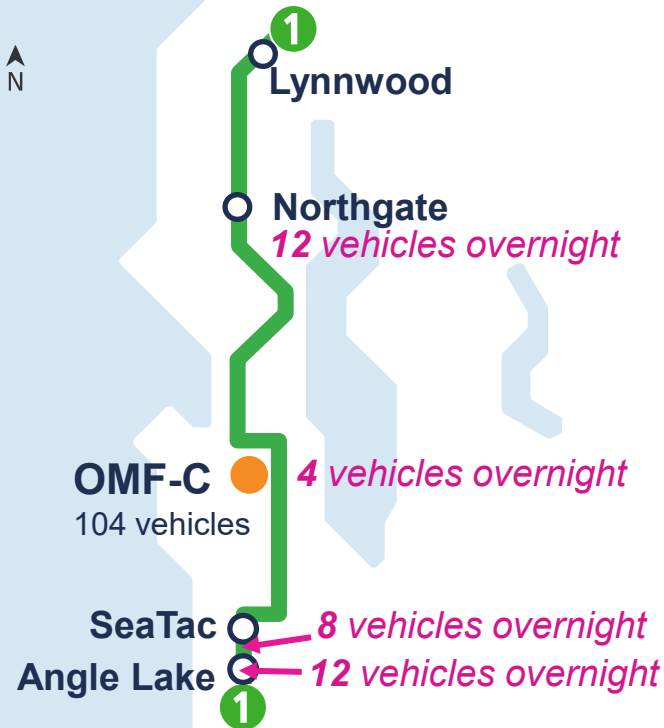 1
N
Lynnwood
Northgate
12 vehicles overnight
OMF-C
4 vehicles overnight
104 vehicles
SeaTac
8 vehicles overnight
Angle Lake
12 vehicles overnight
1